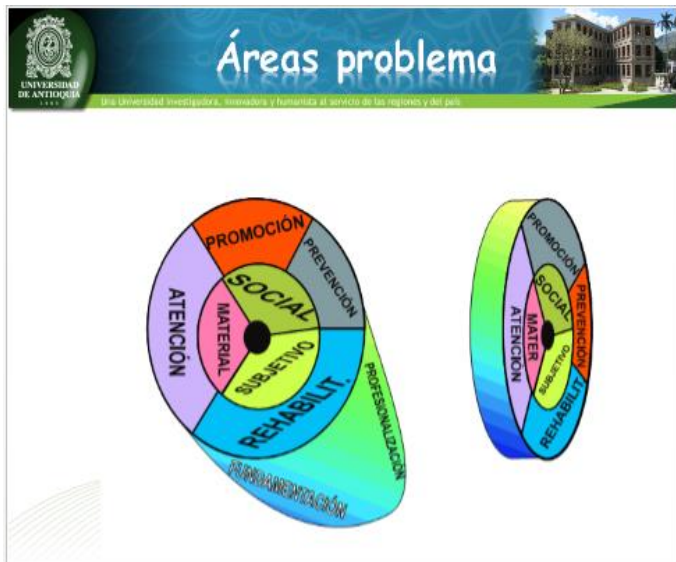 Áreas problema
UNIVERSIDAD
DE ANTIOQUIA
1803
Una Universidad investigadora, innovadora y humanista al servicio de las regiones y del país
PROMOCIÓN
PREVENCIÓN
SOCIAL
ATENCIÓN
MATERIAL
SUBJETIVO
REHABILIT.
PROFESIONALIZACIÓN
FUNDAMENTACIÓN
PROMOCIÓN
PREVENCIÓN
SOCIAL
MATER
ATENCIÓN
SUBJETIVO
REHABILIT.